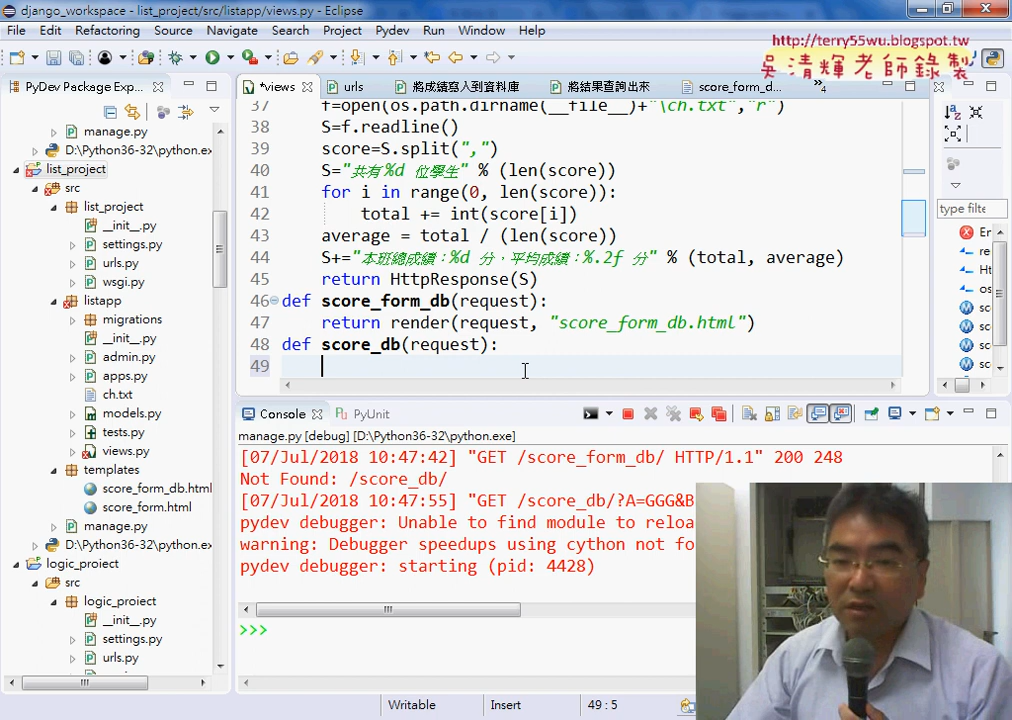 django_workspace - list_project/src/listapp/views.py - Eclipse
File Edit Refactoring Source Navigate Search Project Pydev Run Window Help
http://terry55wu.blogspot.tw
吳清輝老師錄製
PyDev Package Exp...
*views
urls
將成績寫入到資料庫
將結果查詢出來
score_form_d...
»4
manage.py
D:\Python36-32\python.ex
list_project
src
list_project
__init__.py
settings.py
urls.py
wsgi.py
listapp
migrations
__init__.py
admin.py
apps.py
ch.txt
models.py
tests.py
views.py
templates
score_form_db.html
score_form.html
manage.py
D:\Python36-32\python.ex
logic_project
src
logic_project
__init__.py
settings.py
urls.py
37 f=open(os.path.dirname(__file__)+"\ch.txt","r")
38 S=f.readline()
39 score=S.split(",")
40 S="共有%d 位學生" % (len(score))
41 for i in range(0, len(score)):
42 total += int(score[i])
43 average = total / (len(score))
44 S+="本班總成績：%d 分，平均成績：%.2f 分" % (total, average)
45 return HttpResponse(S)
46 def score_form_db(request):
47 return render(request, "score_form_db.html")
48 def score_db(request):
49
type filte
Er
re
Ht
os
sc
sc
sc
Console
PyUnit
manage.py [debug] [D:\Python36-32\python.exe]
[07/Jul/2018 10:47:42] "GET /score_form_db/ HTTP/1.1" 200 248
Not Found: /score_db/
[07/Jul/2018 10:47:55] "GET /score_db/?A=GGG&B
pydev debugger: Unable to find module to reloa
warning: Debugger speedups using cython not fo
pydev debugger: starting (pid: 4428)
>>>
Writable
Insert
49 : 5